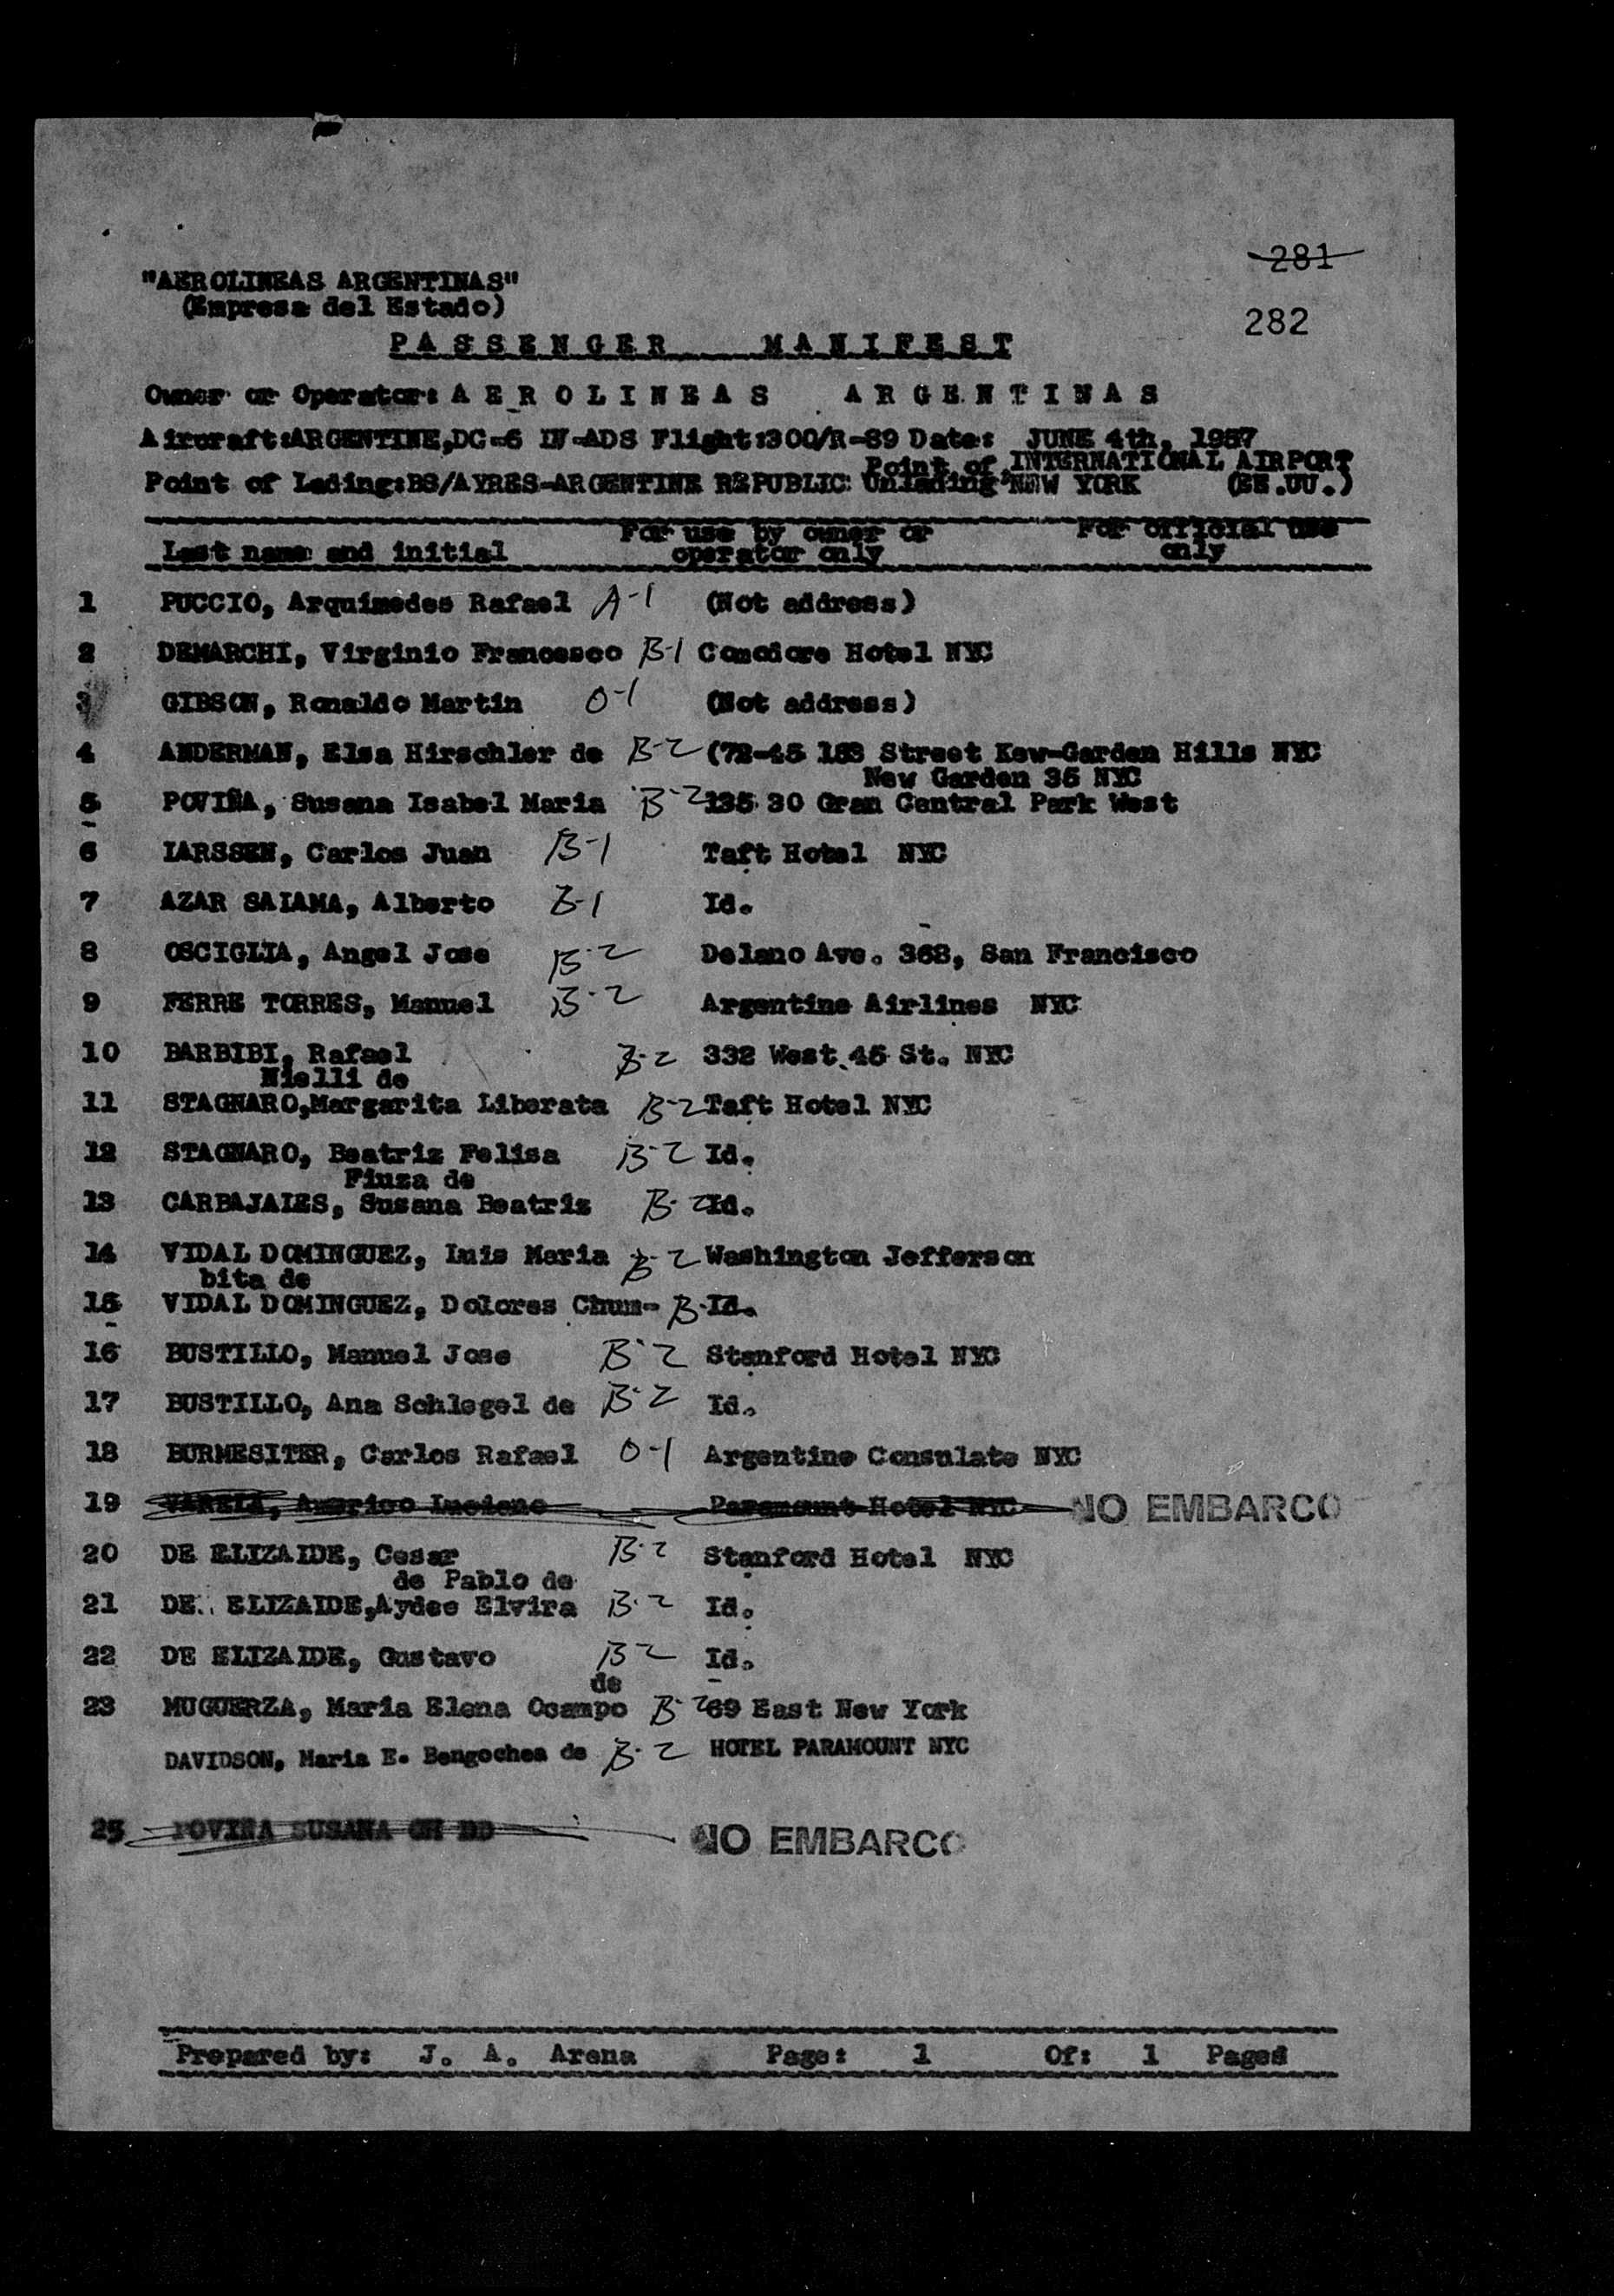 281
"AEROLINEAS ARGENTINAS"
(Empresa del Estado)
282
PASSENGER MANIFEST
Owner or Operator: AEROLINEAS ARGENTINAS
Aircraft:ARGENTINE,DC-6 LV-ADS Flight:300/R-89 Date: JUNE 4th, 1957
Point of Lading:BS/AYRES-ARGENTINE REPUBLIC Point of Unlading: INTERNATIONAL AIRPORT NEW YORK (EE.UU.)
Last name and initial For use by owner or operator only For official use only
1 PUCCIO, Arquimedes Rafael A-1 (Not address)
2 DEMARCHI, Virginio Francesco B-1 Comodore Hotel NYC
3 GIBSON, Ronaldo Martin O-1 (Not address)
4 ANDERMAN, Elsa Hirschler de B-2 (72-45 153 Street Kew-Garden Hills NYC
New Garden 35 NYC
5 POVIÑA, Susana Isabel Maria B-2 135 30 Gran Central Park West
6 LARSSEN, Carlos Juan B-1 Taft Hotel NYC
7 AZAR SALAMA, Alberto B-1 Id.
8 OSCIGLIA, Angel Jose B-2 Delano Ave. 368, San Francisco
9 FERRE TORRES, Manuel B-2 Argentine Airlines NYC
10 BARBIBI, Rafael B-2 332 West 45 St. NYC
Nielli de
11 STAGNARO,Margarita Liberata B-2 Taft Hotel NYC
12 STAGNARO, Beatriz Felisa B-2 Id.
Fiuza de
13 CARBAJALES, Susana Beatriz B-2 Id.
14 VIDAL DOMINGUEZ, Luis Maria B-2 Washington Jefferson
bita de
15 VIDAL DOMINGUEZ, Dolores Chum- B- Id.
16 BUSTILLO, Manuel Jose B-2 Stanford Hotel NYC
17 BUSTILLO, Ana Schlegel de B-2 Id.
18 BURMESITER, Carlos Rafael O-1 Argentine Consulate NYC
19 VARELA, Americo Luciano Paramount Hotel NYC NO EMBARCO
20 DE ELIZALDE, Cesar B-2 Stanford Hotel NYC
de Pablo de
21 DE ELIZALDE,Aydee Elvira B-2 Id.
22 DE ELIZALDE, Gustavo B-2 Id.
de
23 MUGUERZA, Maria Elena Ocampo B-2 69 East New York
DAVIDSON, Maria E. Bengochea de B-2 HOTEL PARAMOUNT NYC
25 POVIÑA SUSANA NO EMBARCO
Prepared by: J. A. Arena Page: 1 Of: 1 Pages